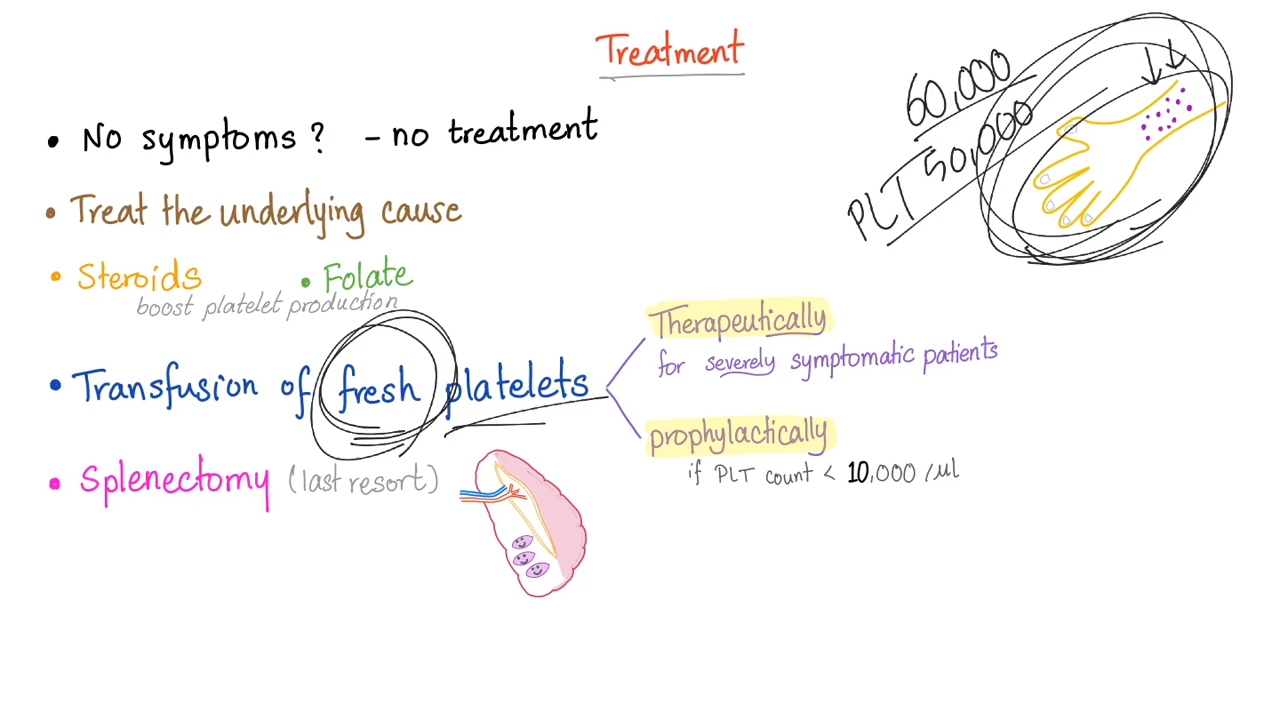 Treatment
60,000
PLT 50,000
• No symptoms? - no treatment
• Treat the underlying cause
• Steroids • Folate
boost platelet production
• Transfusion of fresh platelets
Therapeutically
for severely symptomatic patients
prophylactically
if PLT count < 10,000 /μl
• Splenectomy (last resort)